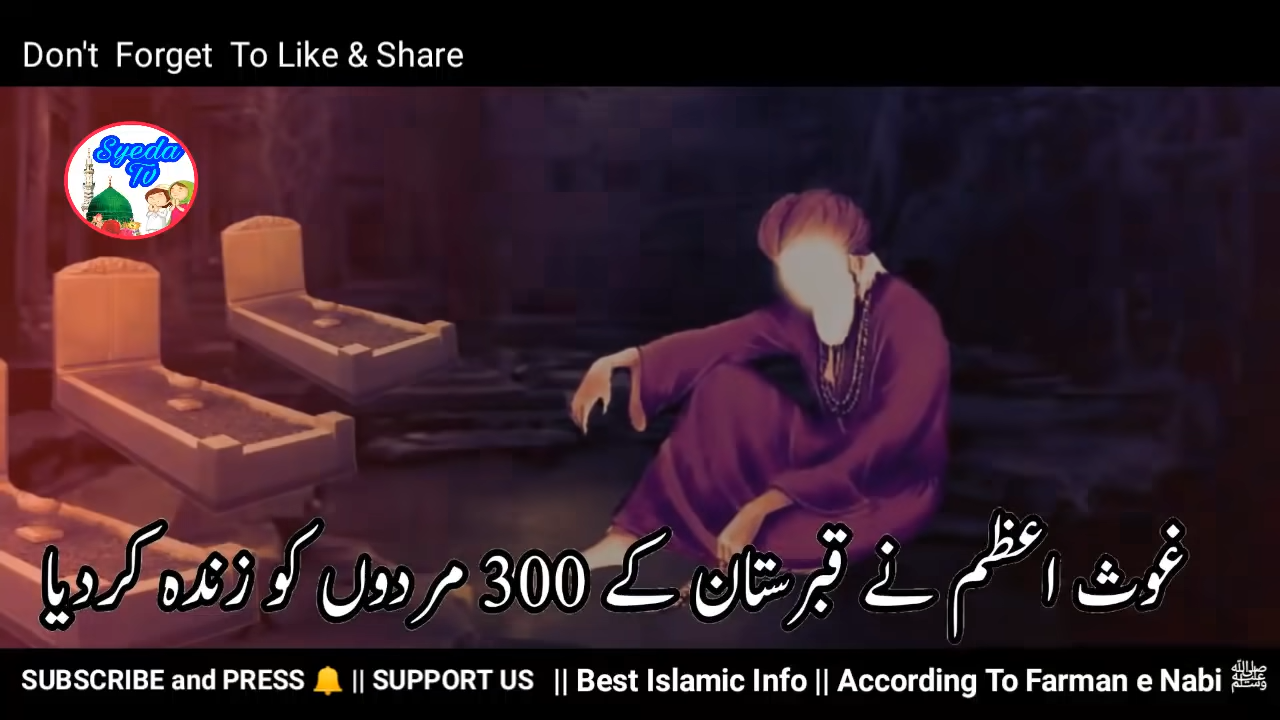 Don't Forget To Like & Share
Syeda
Tv
غوث اعظم نے قبرستان کے 300 مردوں کو زندہ کردیا
SUBSCRIBE and PRESS 🔔 || SUPPORT US || Best Islamic Info || According To Farman e Nabi ﷺ